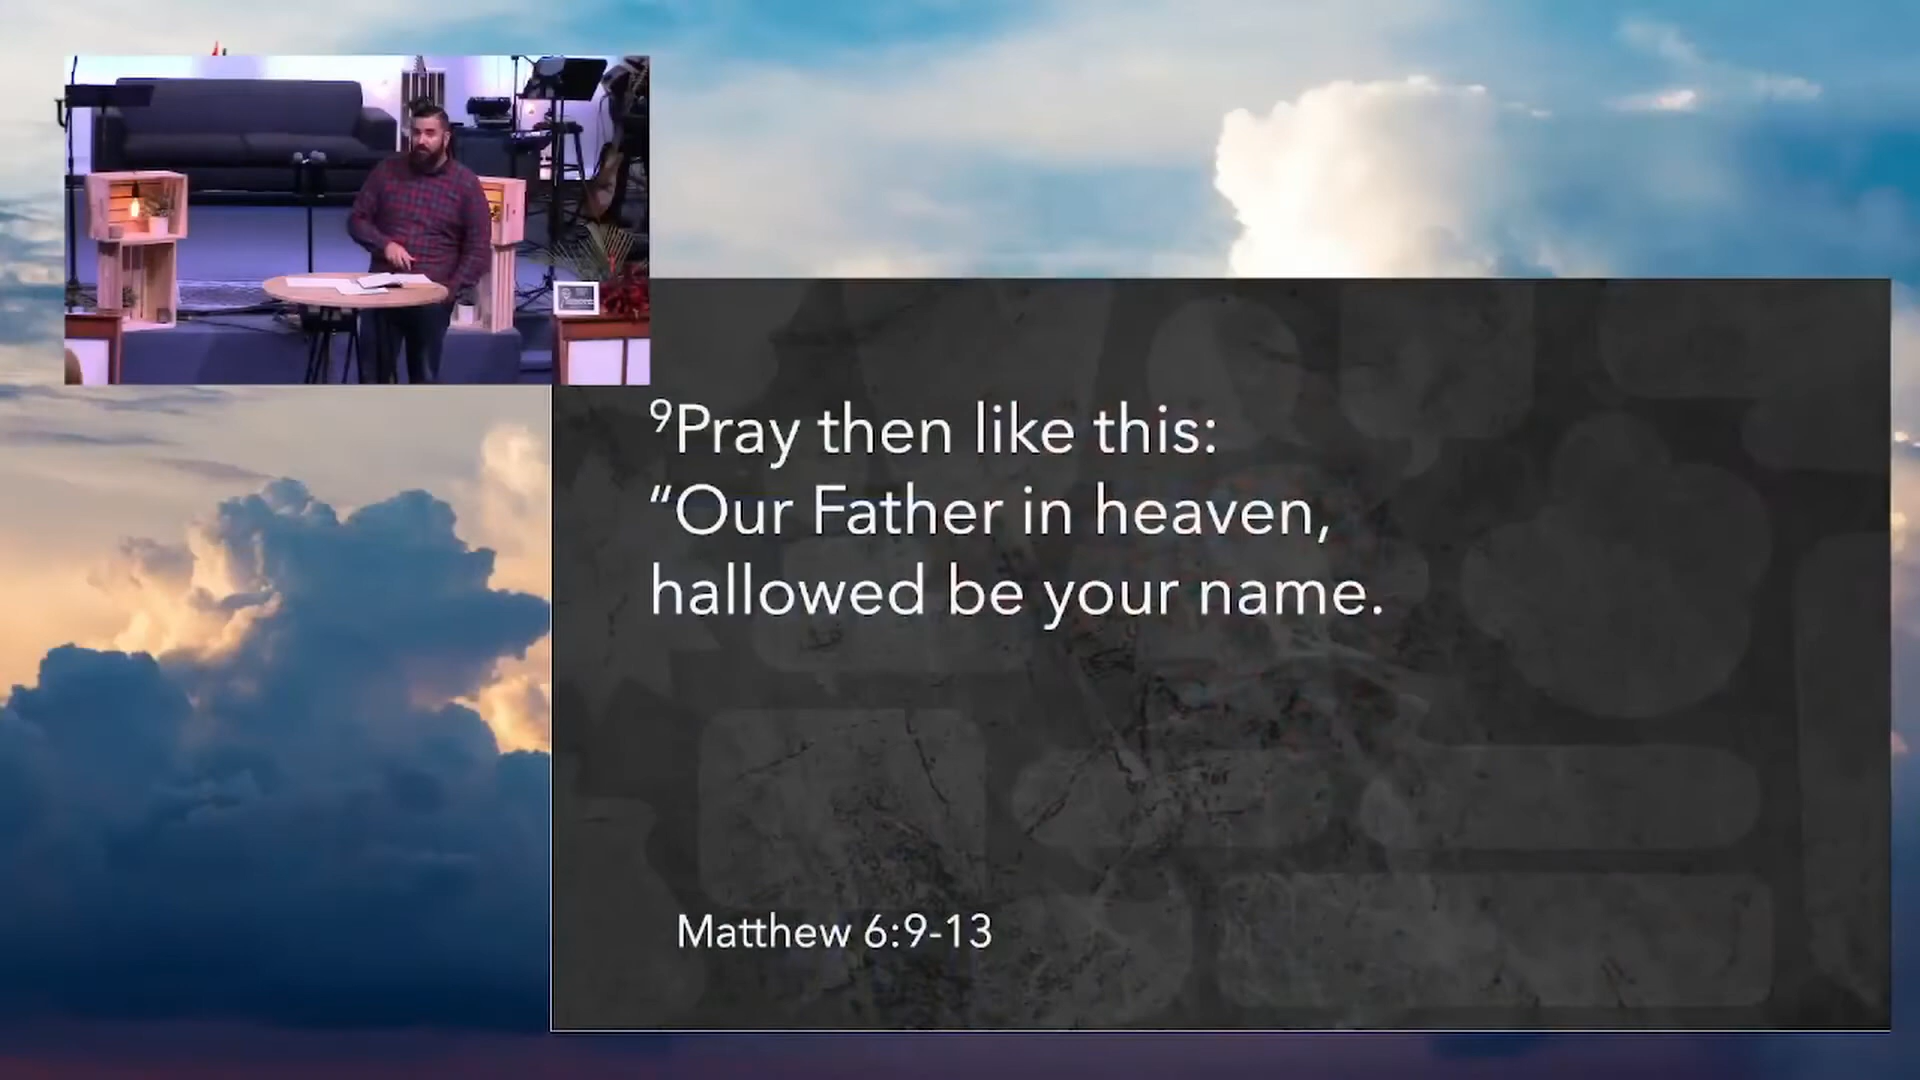 ⁹Pray then like this:
“Our Father in heaven,
hallowed be your name.
Matthew 6:9-13